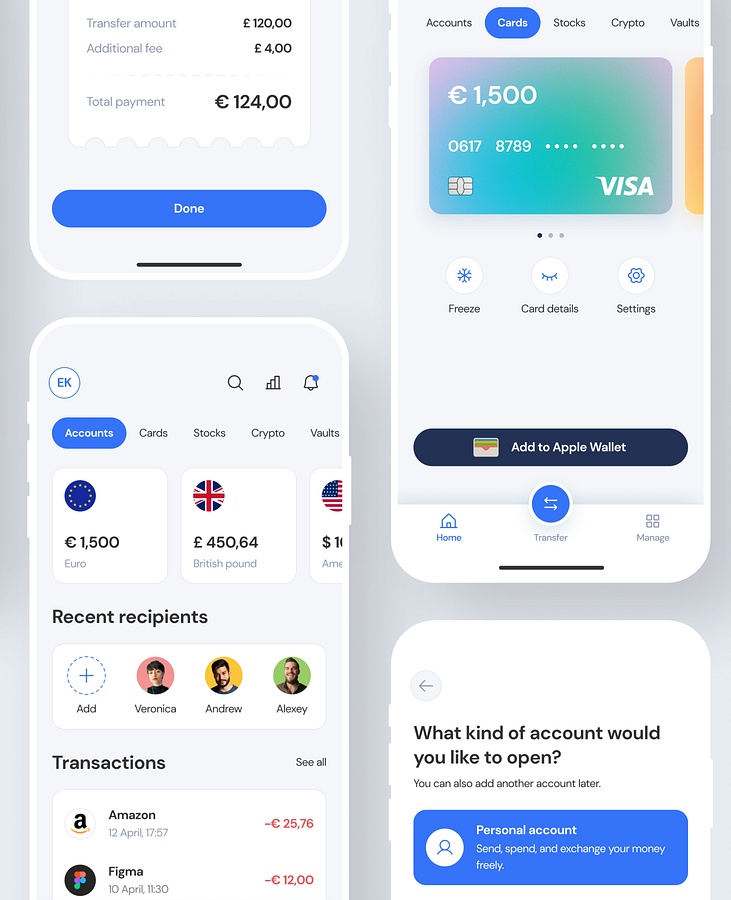 Transfer amount £ 120,00
Additional fee £ 4,00
Total payment € 124,00
Done
EK
Accounts Cards Stocks Crypto Vaults
€ 1,500
Euro
£ 450,64
British pound
Recent recipients
Add Veronica Andrew Alexey
Transactions See all
Amazon
12 April, 17:57
-€ 25,76
Figma
10 April, 11:30
-€ 12,00
Accounts Cards Stocks Crypto Vaults
€ 1,500
0617 8789 •••• ••••
VISA
Freeze Card details Settings
Add to Apple Wallet
Home Transfer Manage
What kind of account would
you like to open?
You can also add another account later.
Personal account
Send, spend, and exchange your money
freely.